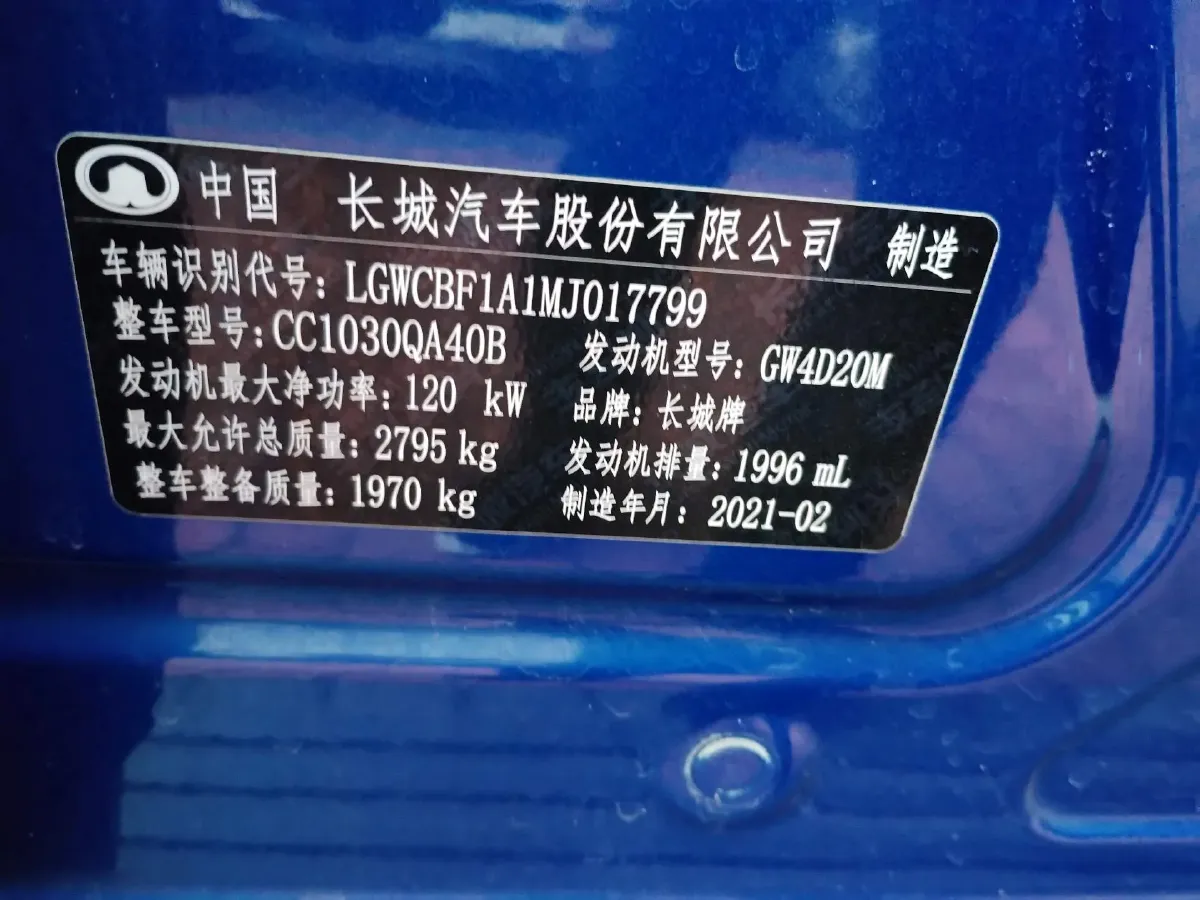 中国 长城汽车股份有限公司 制造
车辆识别代号：LGWCBF1A1MJ017799
整车型号：CC1030QA40B 发动机型号：GW4D20M
发动机最大净功率：120 kW 品牌：长城牌
最大允许总质量：2795 kg 发动机排量：1996 mL
整车整备质量：1970 kg 制造年月：2021-02